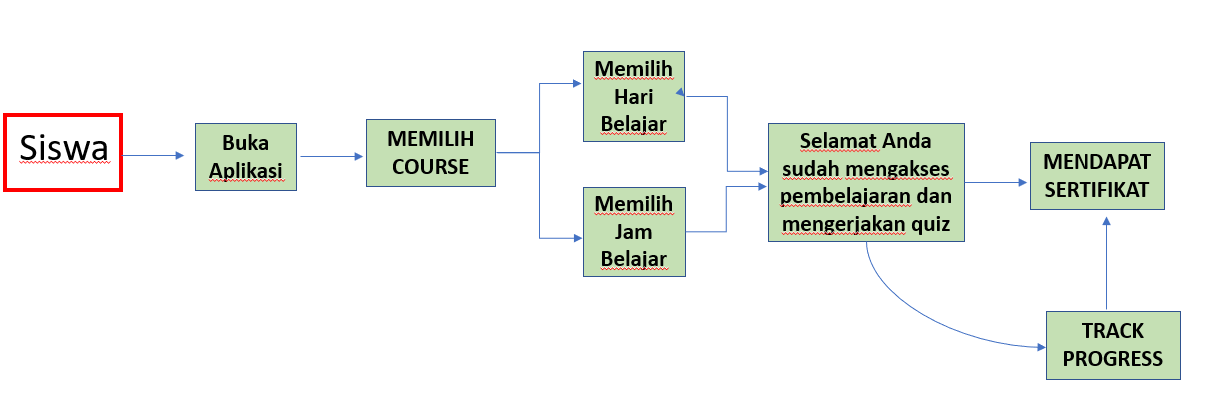 Siswa
Buka
Aplikasi
MEMILIH
COURSE
Memilih
Hari
Belajar
Memilih
Jam
Belajar
Selamat Anda
sudah mengakses
pembelajaran dan
mengerjakan quiz
MENDAPAT
SERTIFIKAT
TRACK
PROGRESS